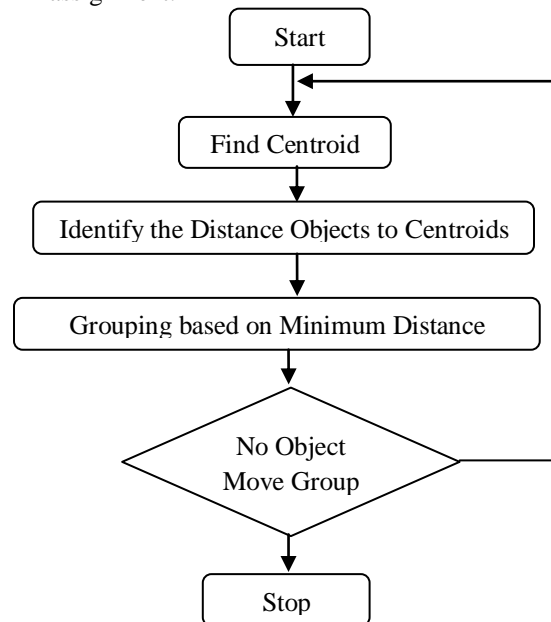 Start
Find Centroid
Identify the Distance Objects to Centroids
Grouping based on Minimum Distance
No Object
Move Group
Stop